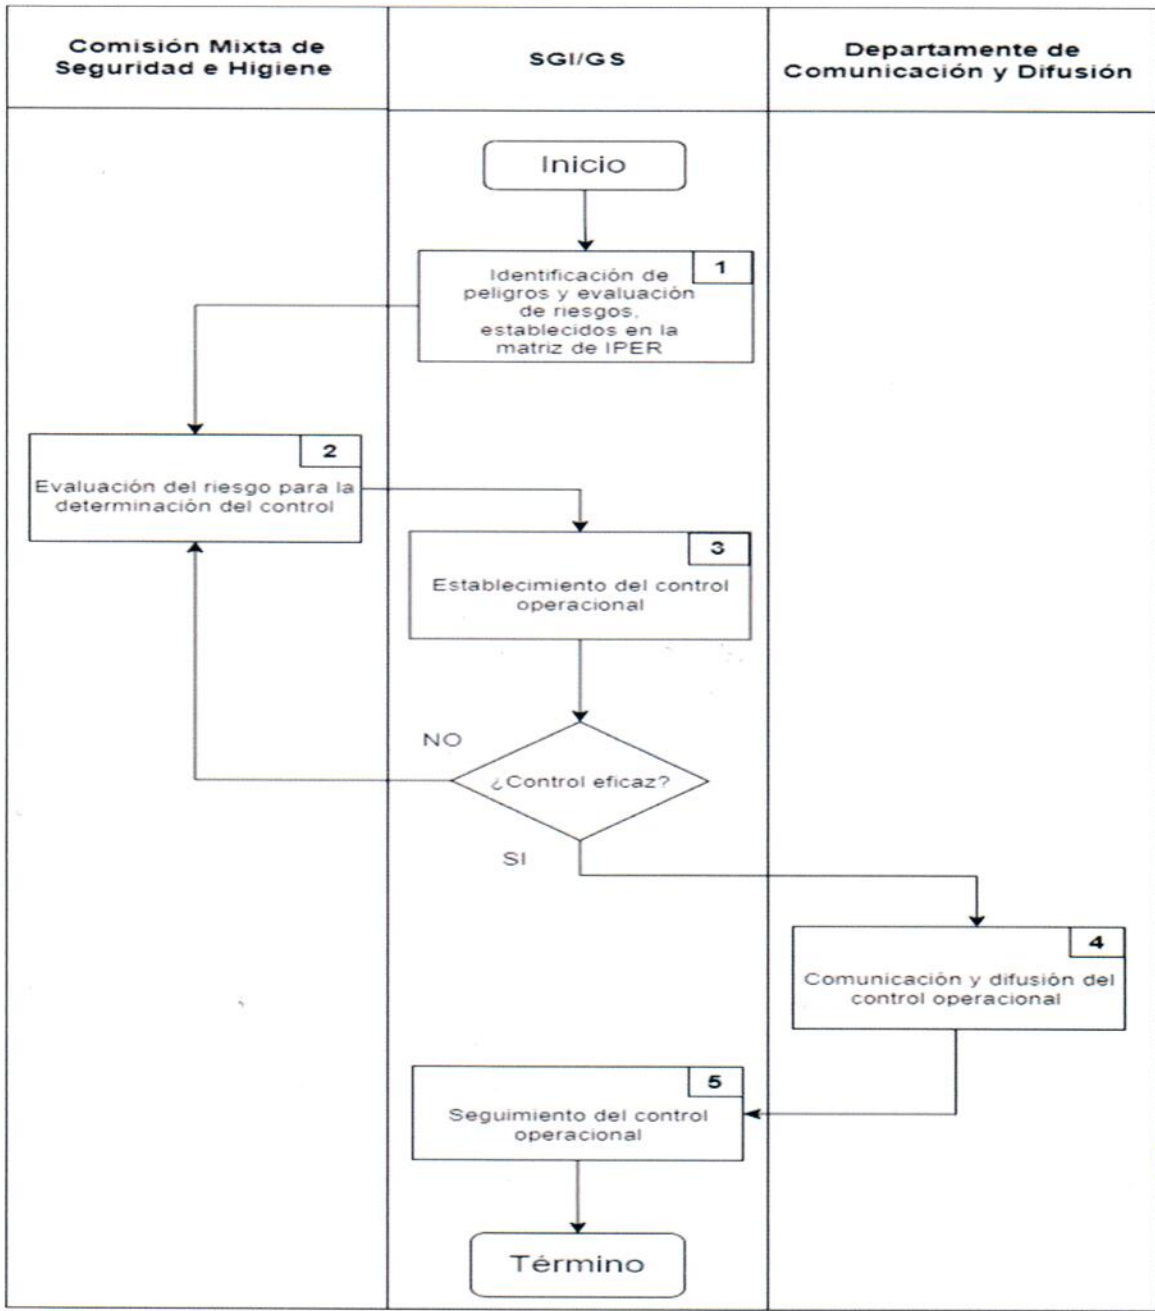 Comisión Mixta de
Seguridad e Higiene
SGI/GS
Departamente de
Comunicación y Difusión
Inicio
1
Identificación de
peligros y evaluación
de riesgos,
establecidos en la
matriz de IPER
2
Evaluación del riesgo para la
determinación del control
3
Establecimiento del control
operacional
NO
¿Control eficaz?
SI
4
Comunicación y difusión del
control operacional
5
Seguimiento del control
operacional
Término